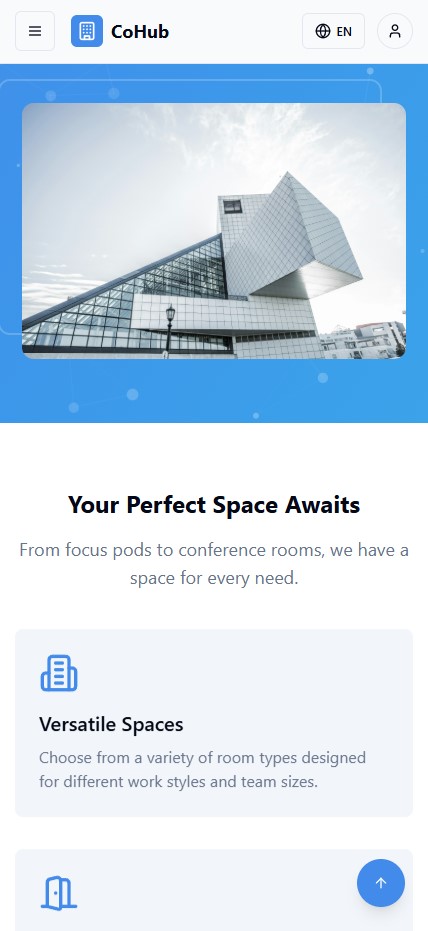 CoHub
EN
Your Perfect Space Awaits
From focus pods to conference rooms, we have a
space for every need.
Versatile Spaces
Choose from a variety of room types designed
for different work styles and team sizes.